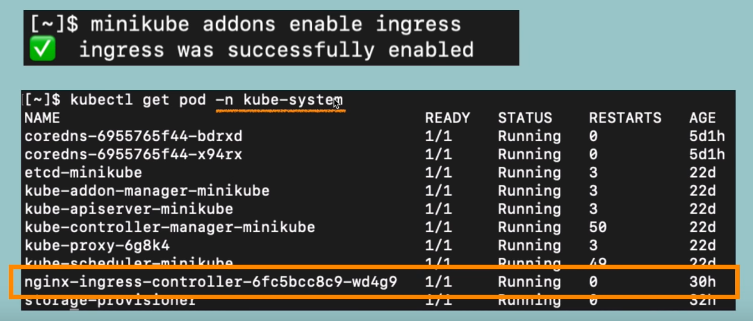 [~]$ minikube addons enable ingress
✅ ingress was successfully enabled
[~]$ kubectl get pod -n kube-system
NAME READY STATUS RESTARTS AGE
coredns-6955765f44-bdrxd 1/1 Running 0 5d1h
coredns-6955765f44-x94rx 1/1 Running 0 5d1h
etcd-minikube 1/1 Running 3 22d
kube-addon-manager-minikube 1/1 Running 3 22d
kube-apiserver-minikube 1/1 Running 3 22d
kube-controller-manager-minikube 1/1 Running 50 22d
kube-proxy-6g8k4 1/1 Running 3 22d
kube-scheduler-minikube 1/1 Running 49 22d
nginx-ingress-controller-6fc5bcc8c9-wd4g9 1/1 Running 0 30h
storage-provisioner 1/1 Running 0 32h